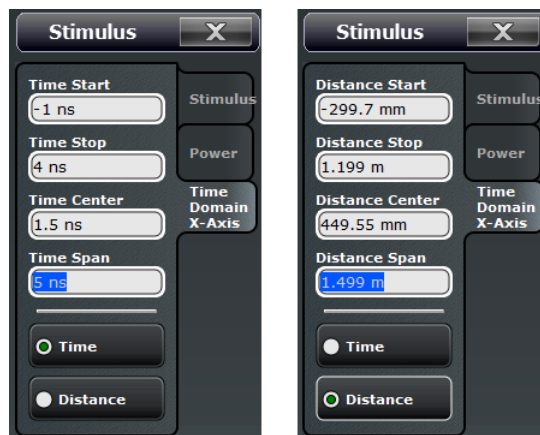 Stimulus
X
Time Start
-1 ns
Time Stop
4 ns
Time Center
1.5 ns
Time Span
5 ns
Time
Distance
Stimulus
Power
Time
Domain
X-Axis
Stimulus
X
Distance Start
-299.7 mm
Distance Stop
1.199 m
Distance Center
449.55 mm
Distance Span
1.499 m
Time
Distance
Stimulus
Power
Time
Domain
X-Axis